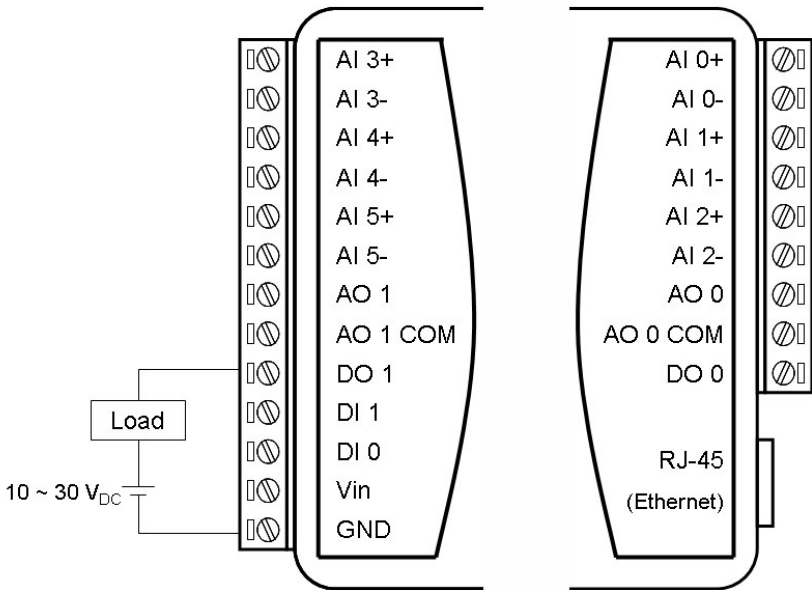 AI 3+
AI 3-
AI 4+
AI 4-
AI 5+
AI 5-
AO 1
AO 1 COM
DO 1
DI 1
DI 0
Vin
GND
Load
10 ~ 30 VDC
AI 0+
AI 0-
AI 1+
AI 1-
AI 2+
AI 2-
AO 0
AO 0 COM
DO 0
RJ-45
(Ethernet)